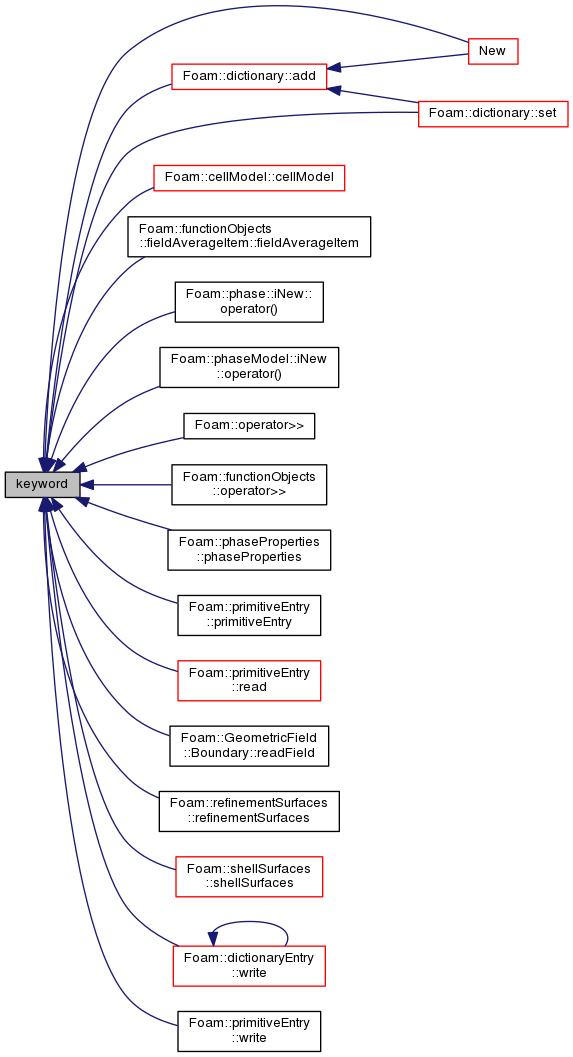 New
Foam::dictionary::add
Foam::dictionary::set
Foam::cellModel::cellModel
Foam::functionObjects
::fieldAverageItem::fieldAverageItem
Foam::phase::iNew::
operator()
Foam::phaseModel::iNew
::operator()
Foam::operator>>
keyword
Foam::functionObjects
::operator>>
Foam::phaseProperties
::phaseProperties
Foam::primitiveEntry
::primitiveEntry
Foam::primitiveEntry
::read
Foam::GeometricField
::Boundary::readField
Foam::refinementSurfaces
::refinementSurfaces
Foam::shellSurfaces
::shellSurfaces
Foam::dictionaryEntry
::write
Foam::primitiveEntry
::write